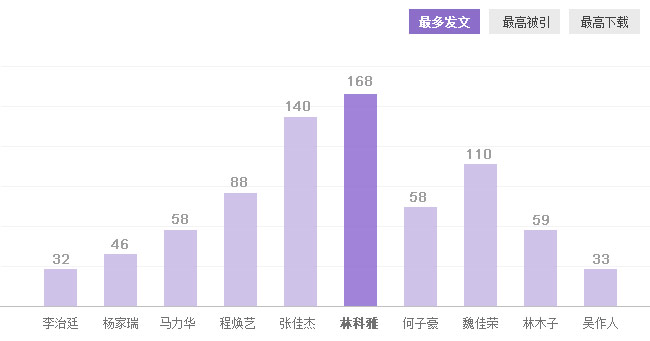 最多发文 最高被引 最高下载
168
140
110
88
58 58 59
46
32 33
李治廷 杨家瑞 马力华 程焕艺 张佳杰 林科雅 何子豪 魏佳荣 林木子 吴作人